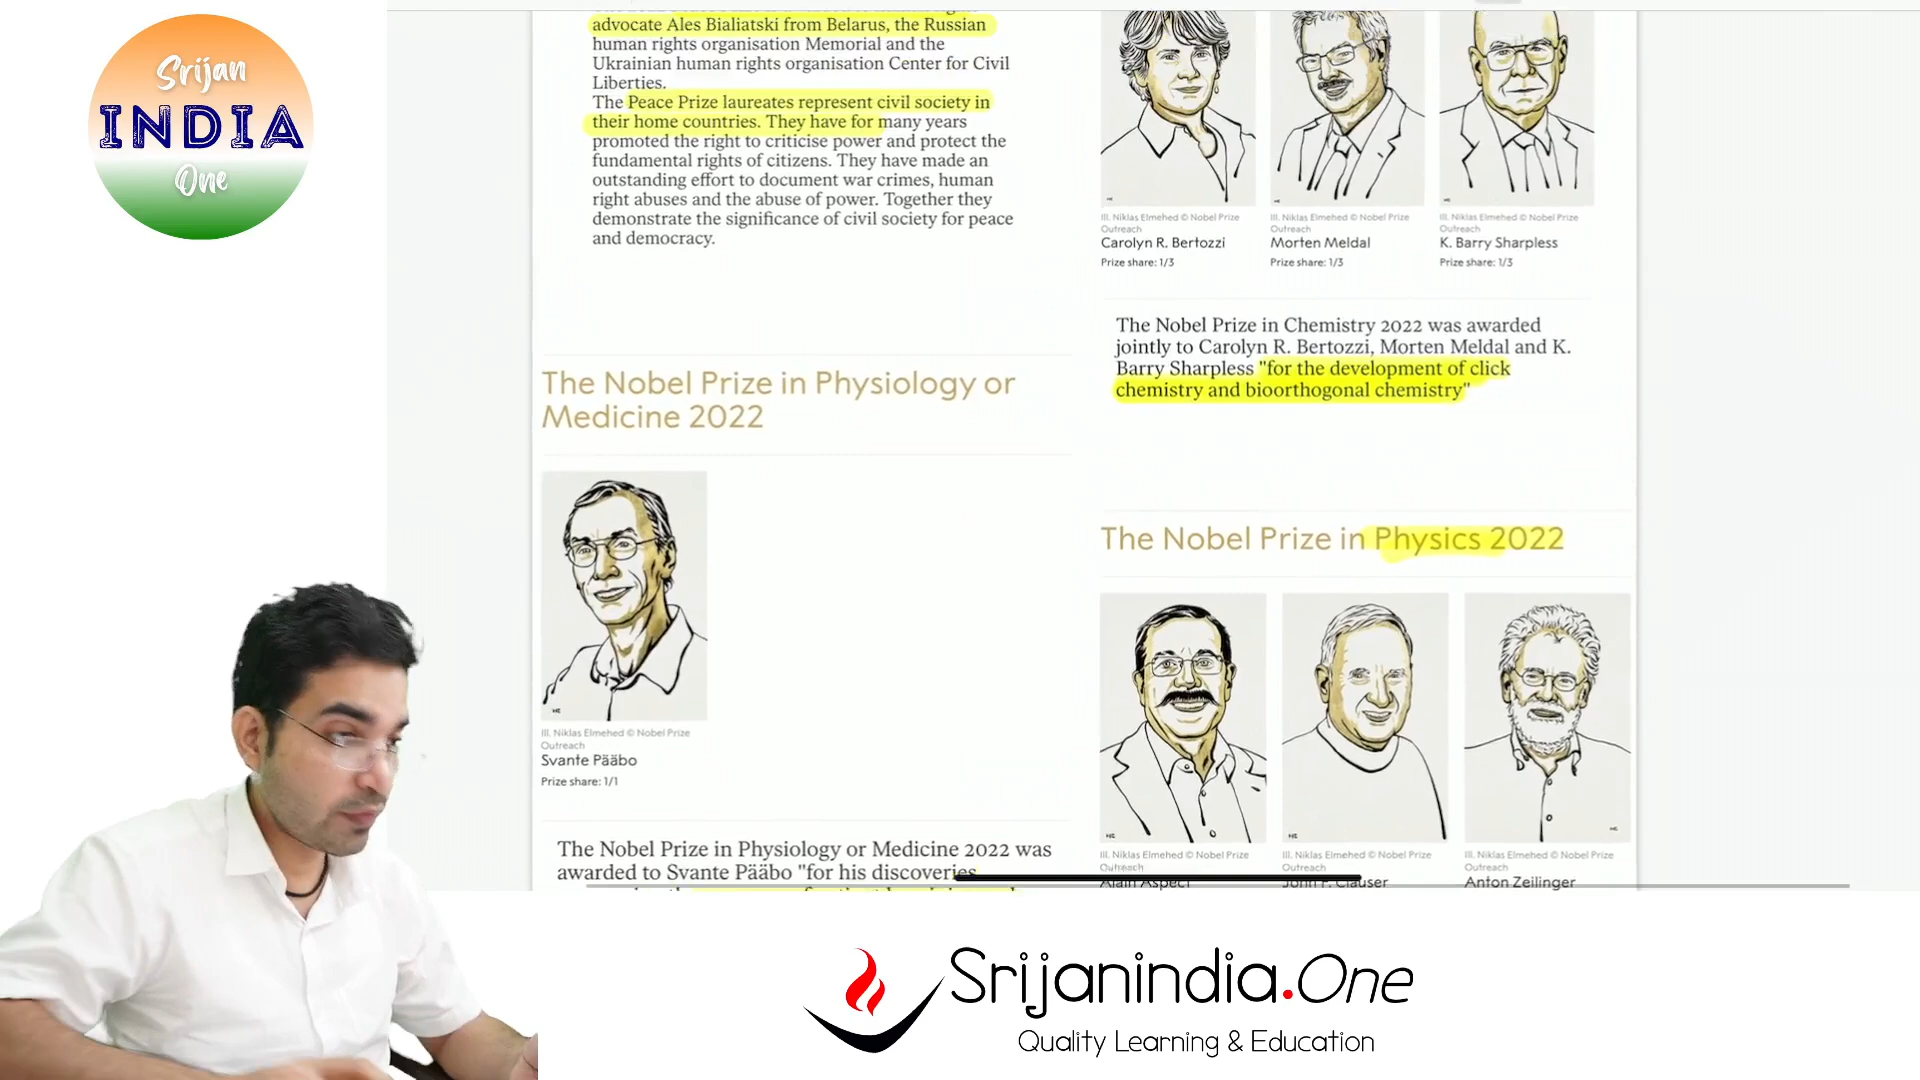 Srijan
INDIA
One
advocate Ales Bialiatski from Belarus, the Russian
human rights organisation Memorial and the
Ukrainian human rights organisation Center for Civil
Liberties.
The Peace Prize laureates represent civil society in
their home countries. They have for many years
promoted the right to criticise power and protect the
fundamental rights of citizens. They have made an
outstanding effort to document war crimes, human
right abuses and the abuse of power. Together they
demonstrate the significance of civil society for peace
and democracy.
The Nobel Prize in Physiology or
Medicine 2022
Ill. Niklas Elmehed © Nobel Prize
Outreach
Svante Pääbo
Prize share: 1/1
The Nobel Prize in Physiology or Medicine 2022 was
awarded to Svante Pääbo "for his discoveries
Ill. Niklas Elmehed © Nobel Prize
Outreach
Carolyn R. Bertozzi
Prize share: 1/3
Ill. Niklas Elmehed © Nobel Prize
Outreach
Morten Meldal
Prize share: 1/3
Ill. Niklas Elmehed © Nobel Prize
Outreach
K. Barry Sharpless
Prize share: 1/3
The Nobel Prize in Chemistry 2022 was awarded
jointly to Carolyn R. Bertozzi, Morten Meldal and K.
Barry Sharpless "for the development of click
chemistry and bioorthogonal chemistry"
The Nobel Prize in Physics 2022
Ill. Niklas Elmehed © Nobel Prize
Outreach
Alain Aspect
Ill. Niklas Elmehed © Nobel Prize
Outreach
John F. Clauser
Ill. Niklas Elmehed © Nobel Prize
Outreach
Anton Zeilinger
Srijanindia.One
Quality Learning & Education